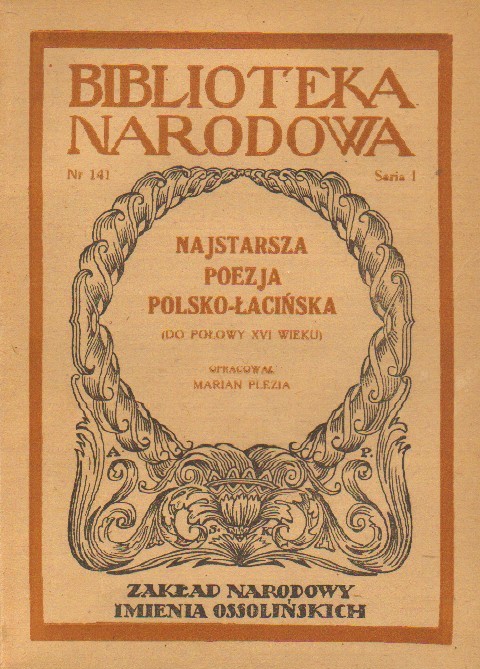 BIBLIOTEKA
NARODOWA
Nr 141 Seria I
NAJSTARSZA
POEZJA
POLSKO-ŁACIŃSKA
(DO POŁOWY XVI WIEKU)
OPRACOWAŁ
MARIAN PLEZIA
A. P.
S. A.
ZAKŁAD NARODOWY
IMIENIA OSSOLIŃSKICH